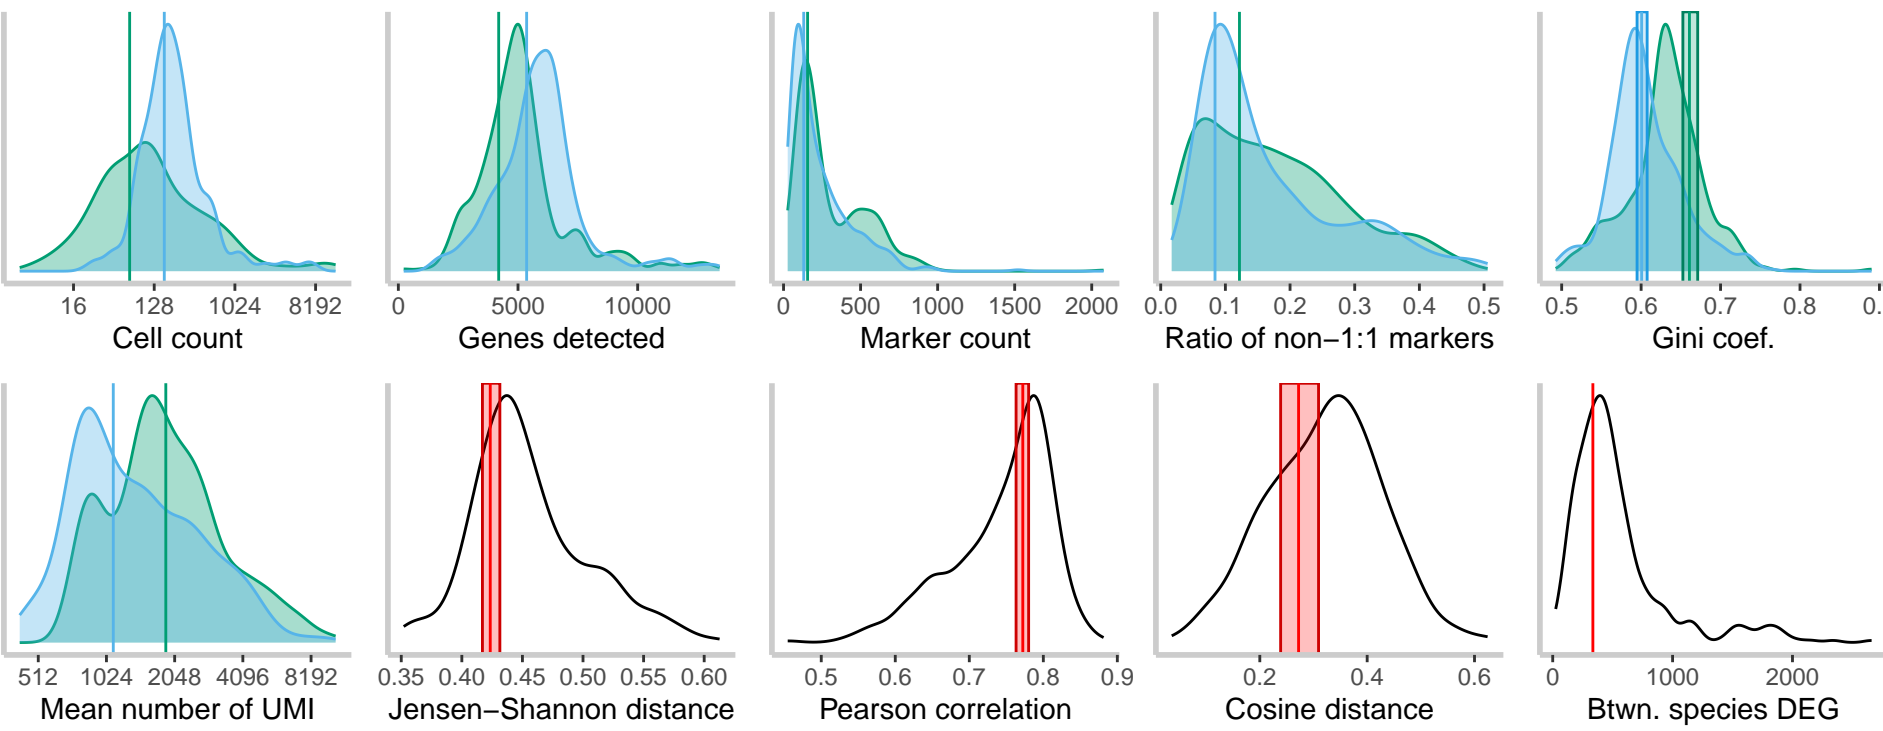 16 128 1024 8192
Cell count
0 5000 10000
Genes detected
0 500 1000 1500 2000
Marker count
0.0 0.1 0.2 0.3 0.4 0.5
Ratio of non−1:1 markers
0.5 0.6 0.7 0.8 0.
Gini coef.
512 1024 2048 4096 8192
Mean number of UMI
0.35 0.40 0.45 0.50 0.55 0.60
Jensen−Shannon distance
0.5 0.6 0.7 0.8 0.9
Pearson correlation
0.2 0.4 0.6
Cosine distance
0 1000 2000
Btwn. species DEG